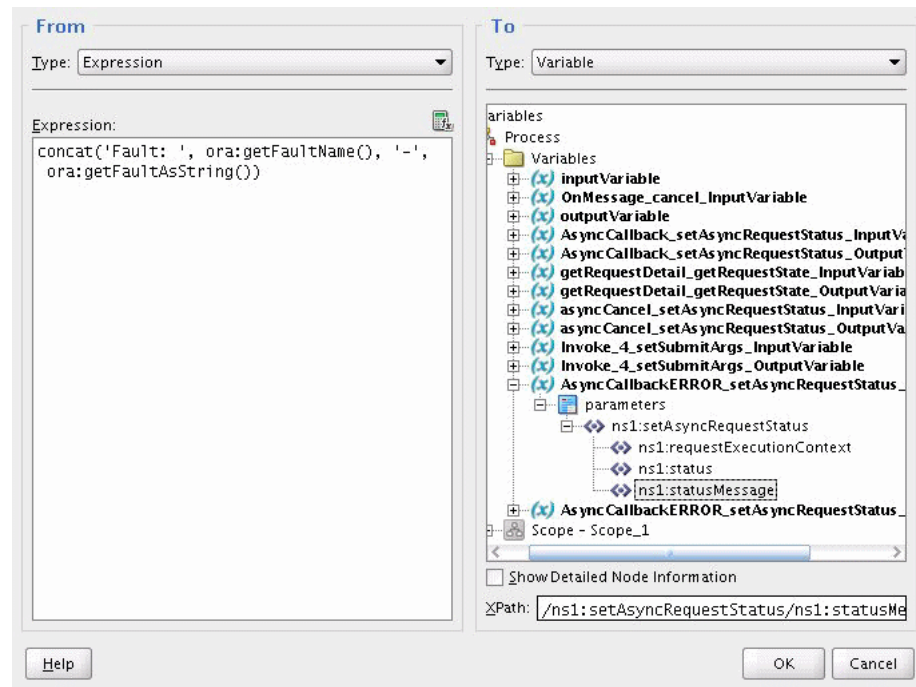 From
Type: Expression
Expression:
concat('Fault: ', ora:getFaultName(), '-',
ora:getFaultAsString())
Help
To
Type: Variable
ariables
Process
Variables
(x) inputVariable
(x) OnMessage_cancel_InputVariable
(x) outputVariable
(x) AsyncCallback_setAsyncRequestStatus_InputVa
(x) AsyncCallback_setAsyncRequestStatus_Output
(x) getRequestDetail_getRequestState_InputVariab
(x) getRequestDetail_getRequestState_OutputVaria
(x) asyncCancel_setAsyncRequestStatus_InputVari
(x) asyncCancel_setAsyncRequestStatus_OutputVa
(x) Invoke_4_setSubmitArgs_InputVariable
(x) Invoke_4_setSubmitArgs_OutputVariable
(x) AsyncCallbackERROR_setAsyncRequestStatus_
parameters
ns1:setAsyncRequestStatus
ns1:requestExecutionContext
ns1:status
ns1:statusMessage
(x) AsyncCallbackERROR_setAsyncRequestStatus_
Scope - Scope_1
Show Detailed Node Information
XPath: /ns1:setAsyncRequestStatus/ns1:statusMe
OK
Cancel